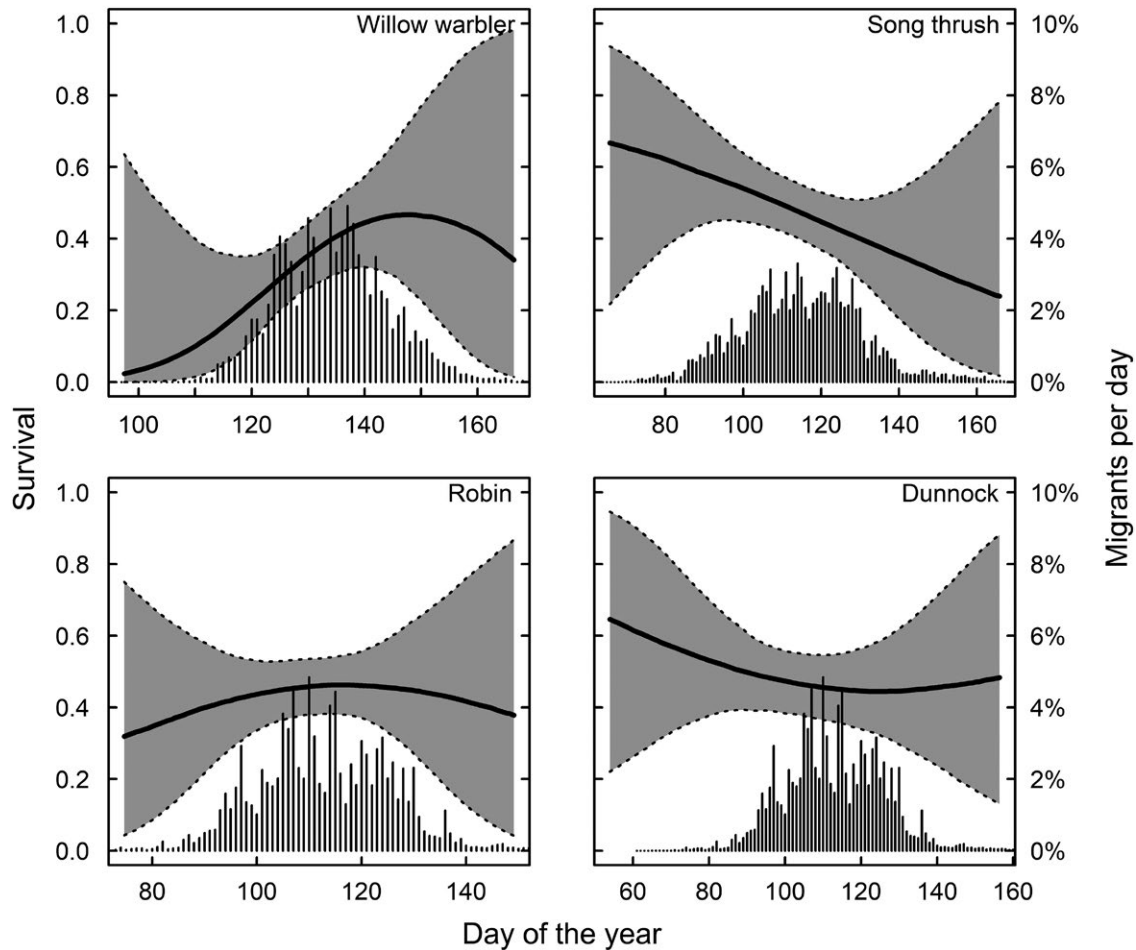 Willow warbler
Song thrush
1.0
0.8
0.6
0.4
0.2
0.0
10%
8%
6%
4%
2%
0%
100 120 140 160
80 100 120 140 160
Survival
Migrants per day
Robin
Dunnock
1.0
0.8
0.6
0.4
0.2
0.0
10%
8%
6%
4%
2%
0%
80 100 120 140
60 80 100 120 140 160
Day of the year